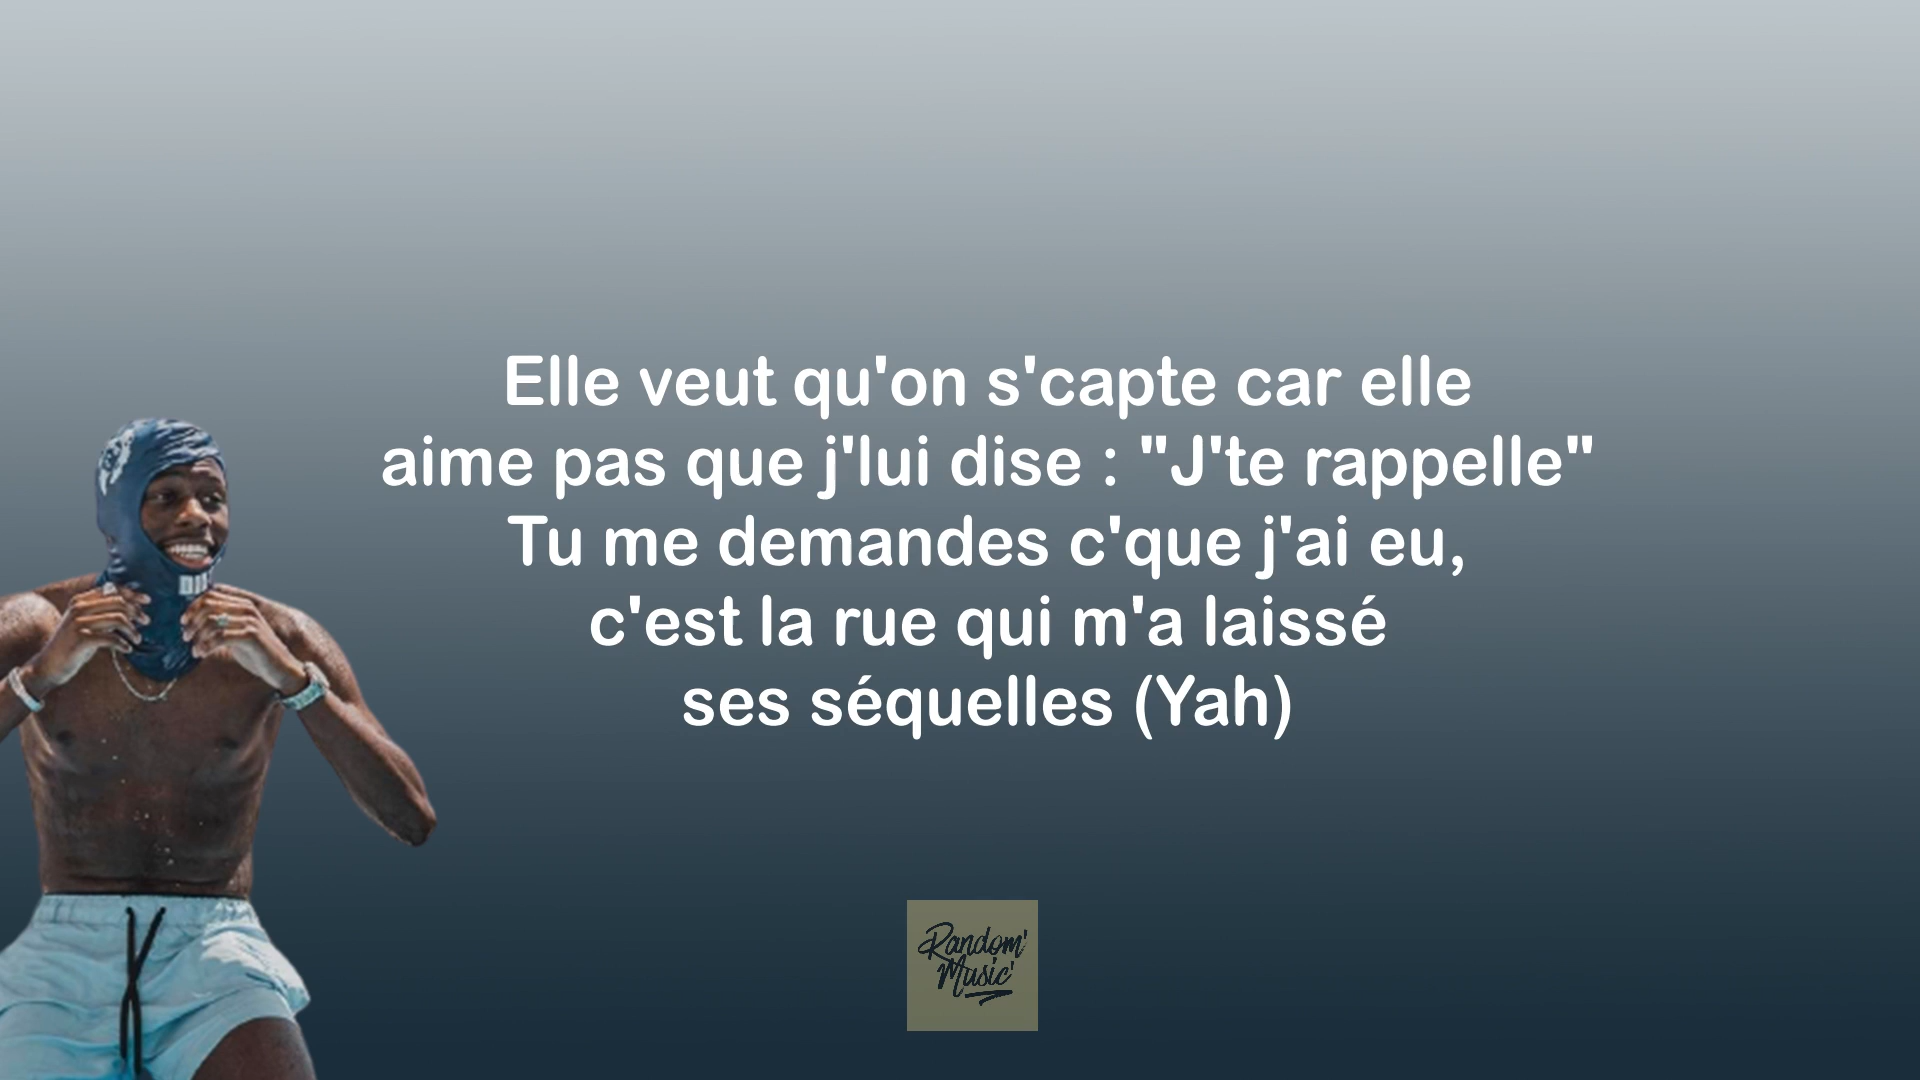 Elle veut qu'on s'capte car elle
aime pas que j'lui dise : "J'te rappelle"
Tu me demandes c'que j'ai eu,
c'est la rue qui m'a laissé
ses séquelles (Yah)
Random'
Music'